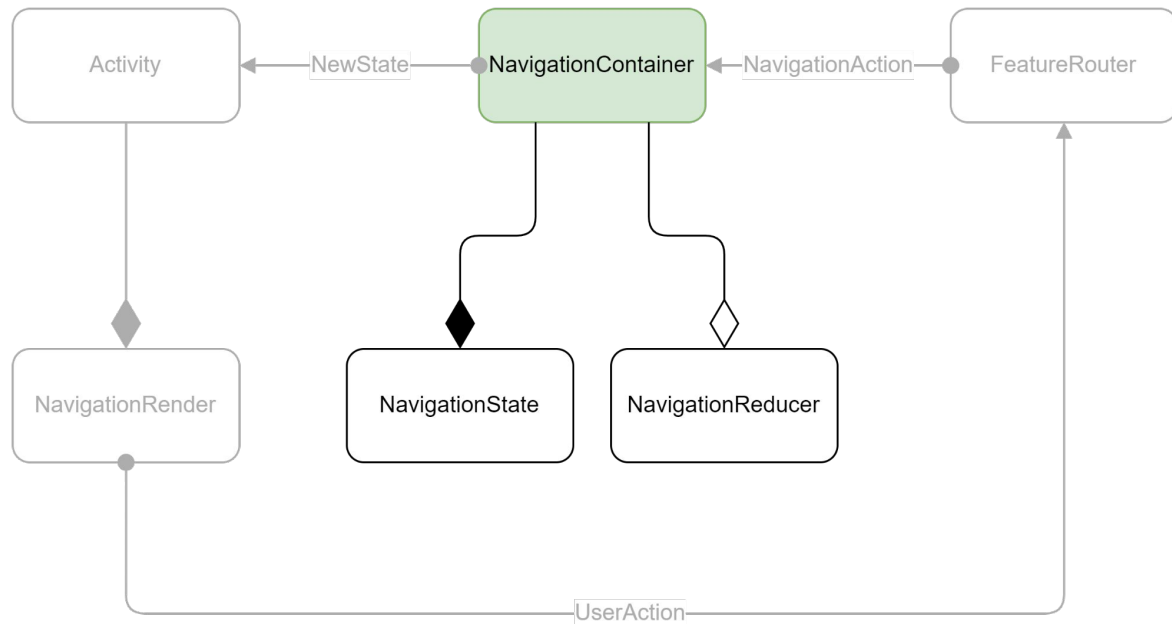 Activity
NewState
NavigationContainer
NavigationAction
FeatureRouter
NavigationRender
NavigationState
NavigationReducer
UserAction